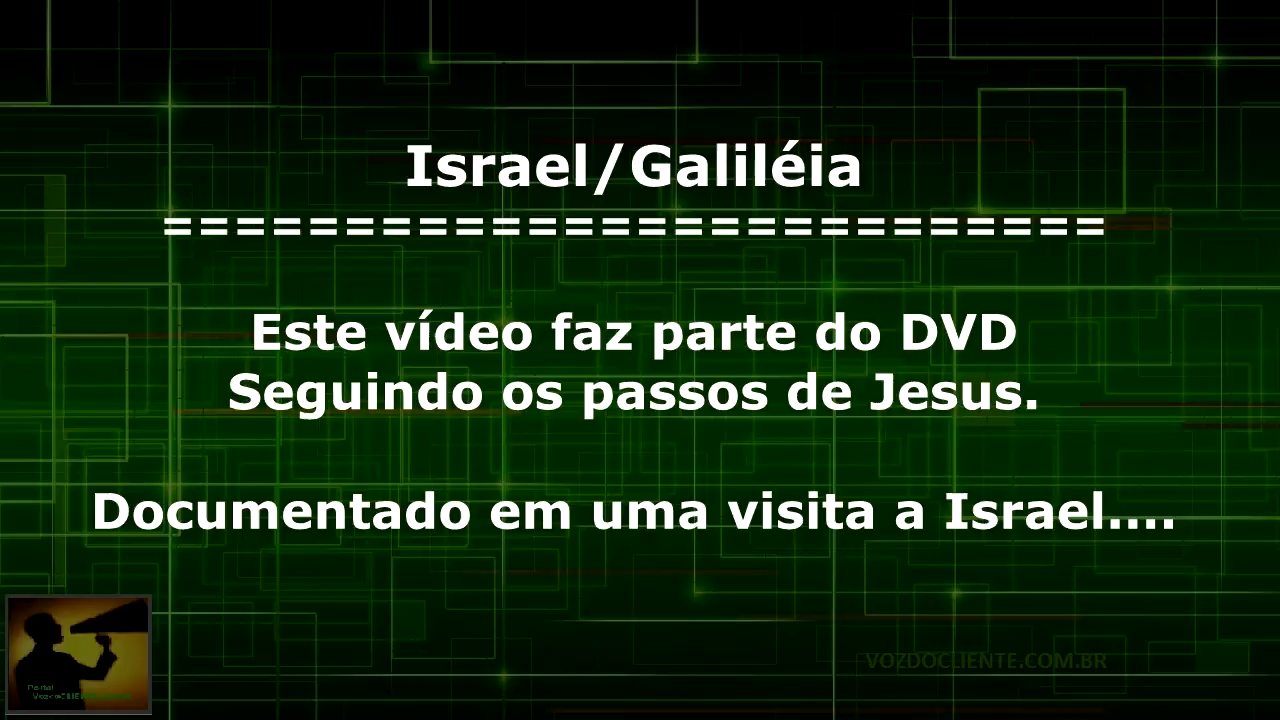 Israel/Galiléia
==========================
Este vídeo faz parte do DVD
Seguindo os passos de Jesus.
Documentado em uma visita a Israel....
VOZDOCLIENTE.COM.BR
Portal